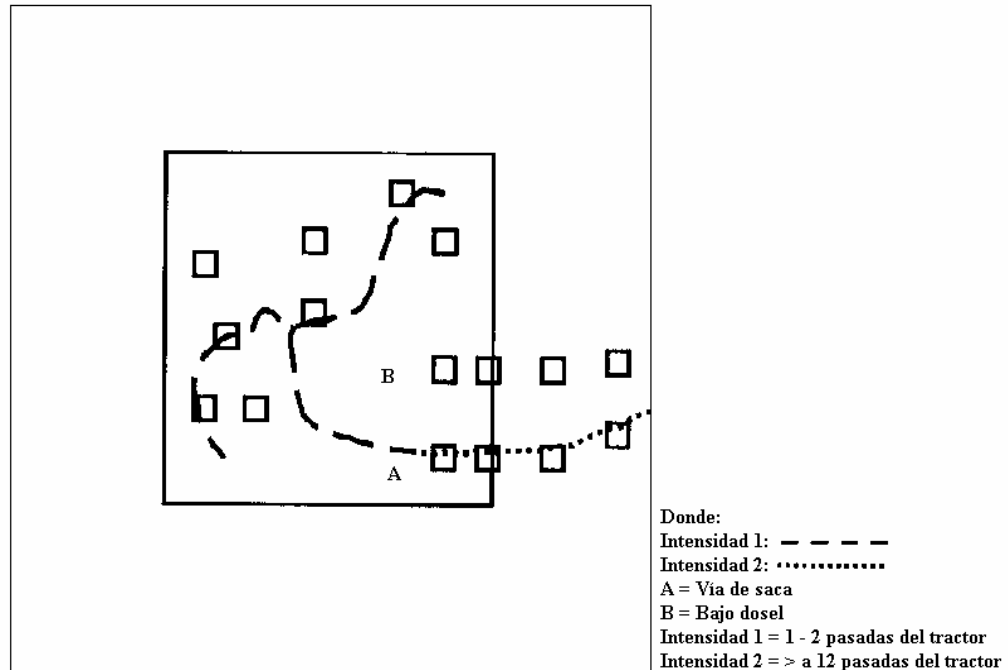 B
A
Donde:
Intensidad 1:
Intensidad 2:
A = Vía de saca
B = Bajo dosel
Intensidad 1 = 1 - 2 pasadas del tractor
Intensidad 2 = > a 12 pasadas del tractor